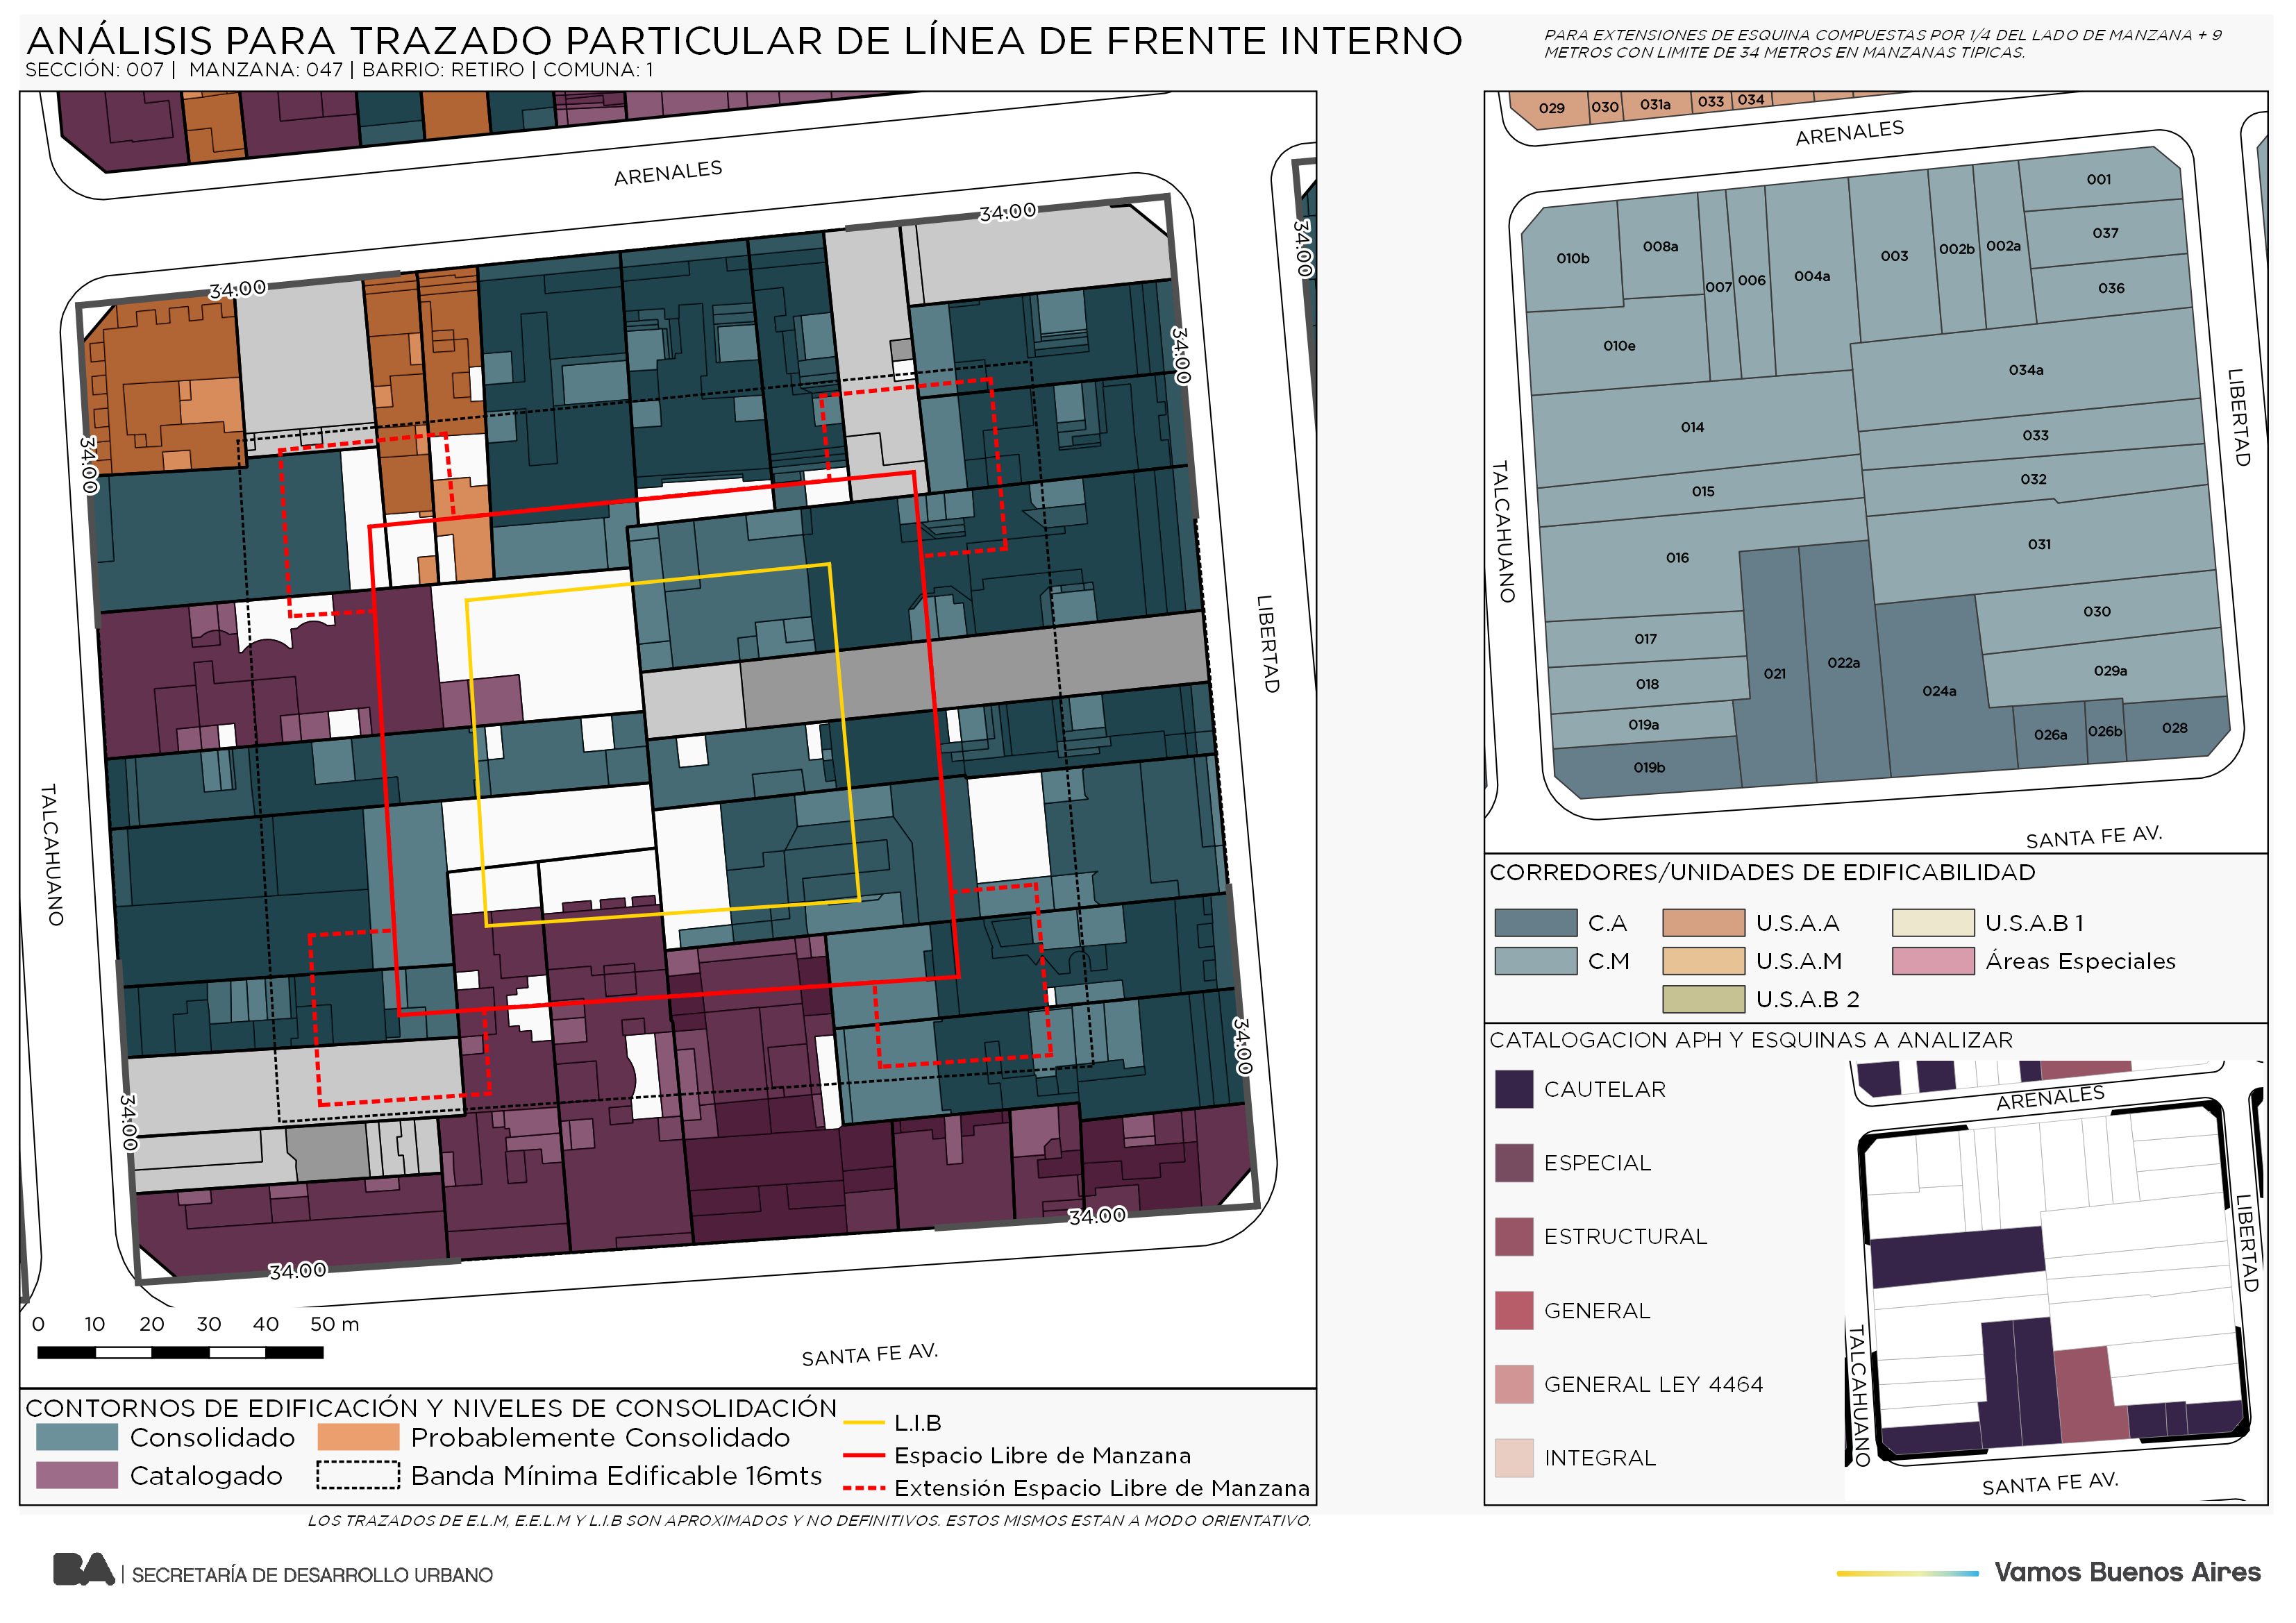 ANÁLISIS PARA TRAZADO PARTICULAR DE LÍNEA DE FRENTE INTERNO
SECCIÓN: 007 | MANZANA: 047 | BARRIO: RETIRO | COMUNA: 1
PARA EXTENSIONES DE ESQUINA COMPUESTAS POR 1/4 DEL LADO DE MANZANA + 9
METROS CON LIMITE DE 34 METROS EN MANZANAS TIPICAS.
ARENALES
34.00
34.00
34.00
34.00
34.00
LIBERTAD
TALCAHUANO
34.00
34.00
34.00
34.00
0 10 20 30 40 50 m
SANTA FE AV.
CONTORNOS DE EDIFICACIÓN Y NIVELES DE CONSOLIDACIÓN
Consolidado
Probablemente Consolidado
Catalogado
Banda Mínima Edificable 16mts
L.I.B
Espacio Libre de Manzana
Extensión Espacio Libre de Manzana
LOS TRAZADOS DE E.L.M, E.E.L.M Y L.I.B SON APROXIMADOS Y NO DEFINITIVOS. ESTOS MISMOS ESTAN A MODO ORIENTATIVO.
029 030 031a 033 034
ARENALES
001
010b 008a 007 006 004a 003 002b 002a
037
036
010e
034a
014
033
015
032
016
031
017
030
018
021 022a 024a
029a
019a
026a 026b 028
019b
TALCAHUANO
LIBERTAD
SANTA FE AV.
CORREDORES/UNIDADES DE EDIFICABILIDAD
C.A
U.S.A.A
U.S.A.B 1
C.M
U.S.A.M
Áreas Especiales
U.S.A.B 2
CATALOGACION APH Y ESQUINAS A ANALIZAR
CAUTELAR
ESPECIAL
ESTRUCTURAL
GENERAL
GENERAL LEY 4464
INTEGRAL
ARENALES
LIBERTAD
TALCAHUANO
SANTA FE AV.
BA | SECRETARÍA DE DESARROLLO URBANO
Vamos Buenos Aires